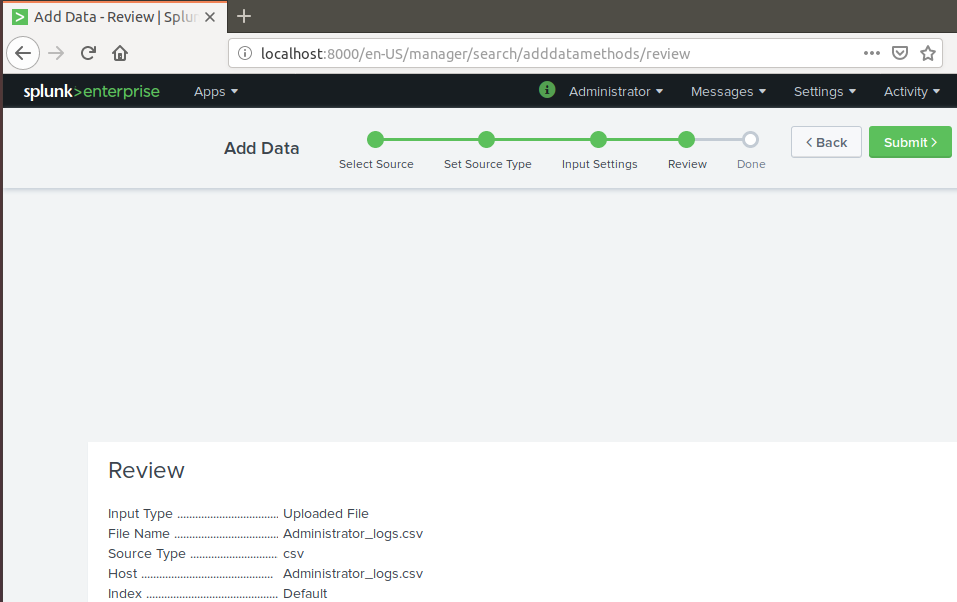 Add Data - Review | Splun
localhost:8000/en-US/manager/search/adddatamethods/review
splunk>enterprise Apps Administrator Messages Settings Activity
Add Data
Select Source Set Source Type Input Settings Review Done
< Back
Submit >
Review
Input Type .................................. Uploaded File
File Name .................................. Administrator_logs.csv
Source Type ............................. csv
Host ............................................ Administrator_logs.csv
Index ............................................ Default